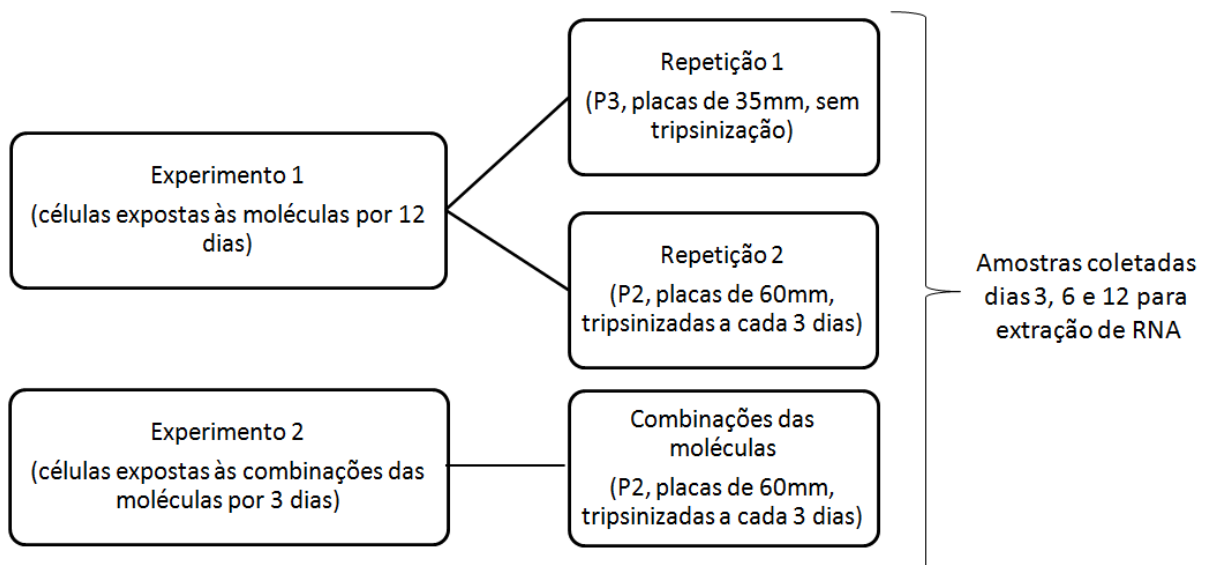 Experimento 1
(células expostas às moléculas por 12
dias)
Repetição 1
(P3, placas de 35mm, sem
tripsinização)
Repetição 2
(P2, placas de 60mm,
tripsinizadas a cada 3 dias)
Experimento 2
(células expostas às combinações das
moléculas por 3 dias)
Combinações das
moléculas
(P2, placas de 60mm,
tripsinizadas a cada 3 dias)
Amostras coletadas
dias 3, 6 e 12 para
extração de RNA